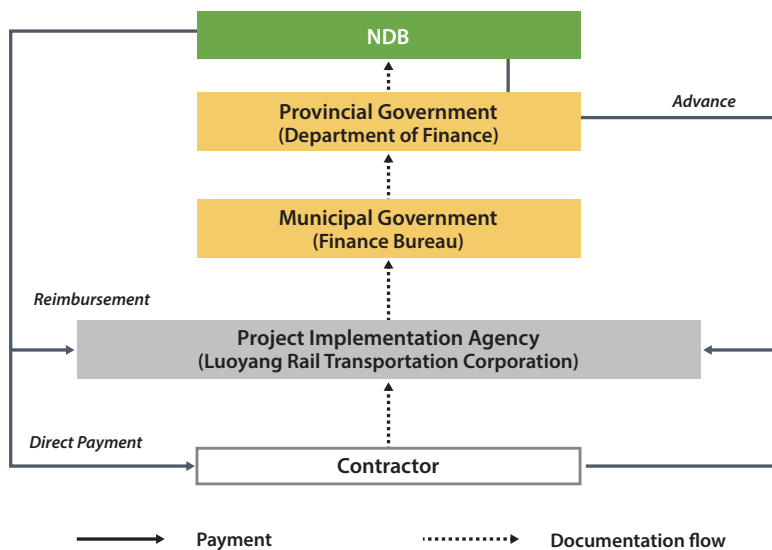 NDB
Provincial Government
(Department of Finance)
Advance
Municipal Government
(Finance Bureau)
Reimbursement
Project Implementation Agency
(Luoyang Rail Transportation Corporation)
Direct Payment
Contractor
Payment
Documentation flow